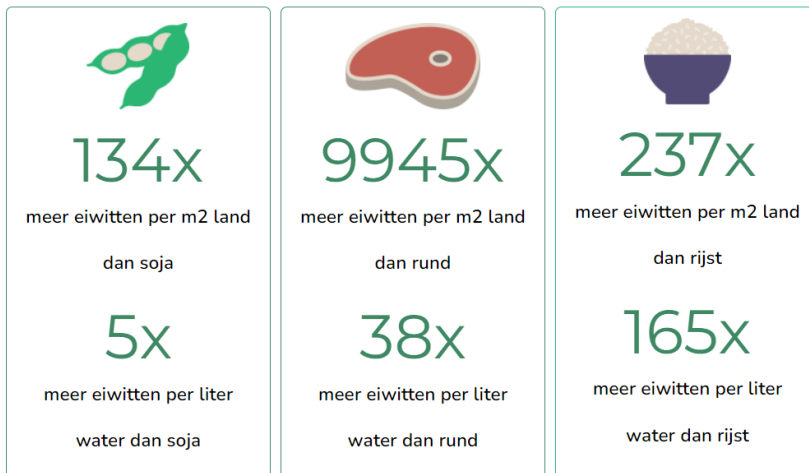 134x
meer eiwitten per m2 land
dan soja
5x
meer eiwitten per liter
water dan soja
9945x
meer eiwitten per m2 land
dan rund
38x
meer eiwitten per liter
water dan rund
237x
meer eiwitten per m2 land
dan rijst
165x
meer eiwitten per liter
water dan rijst